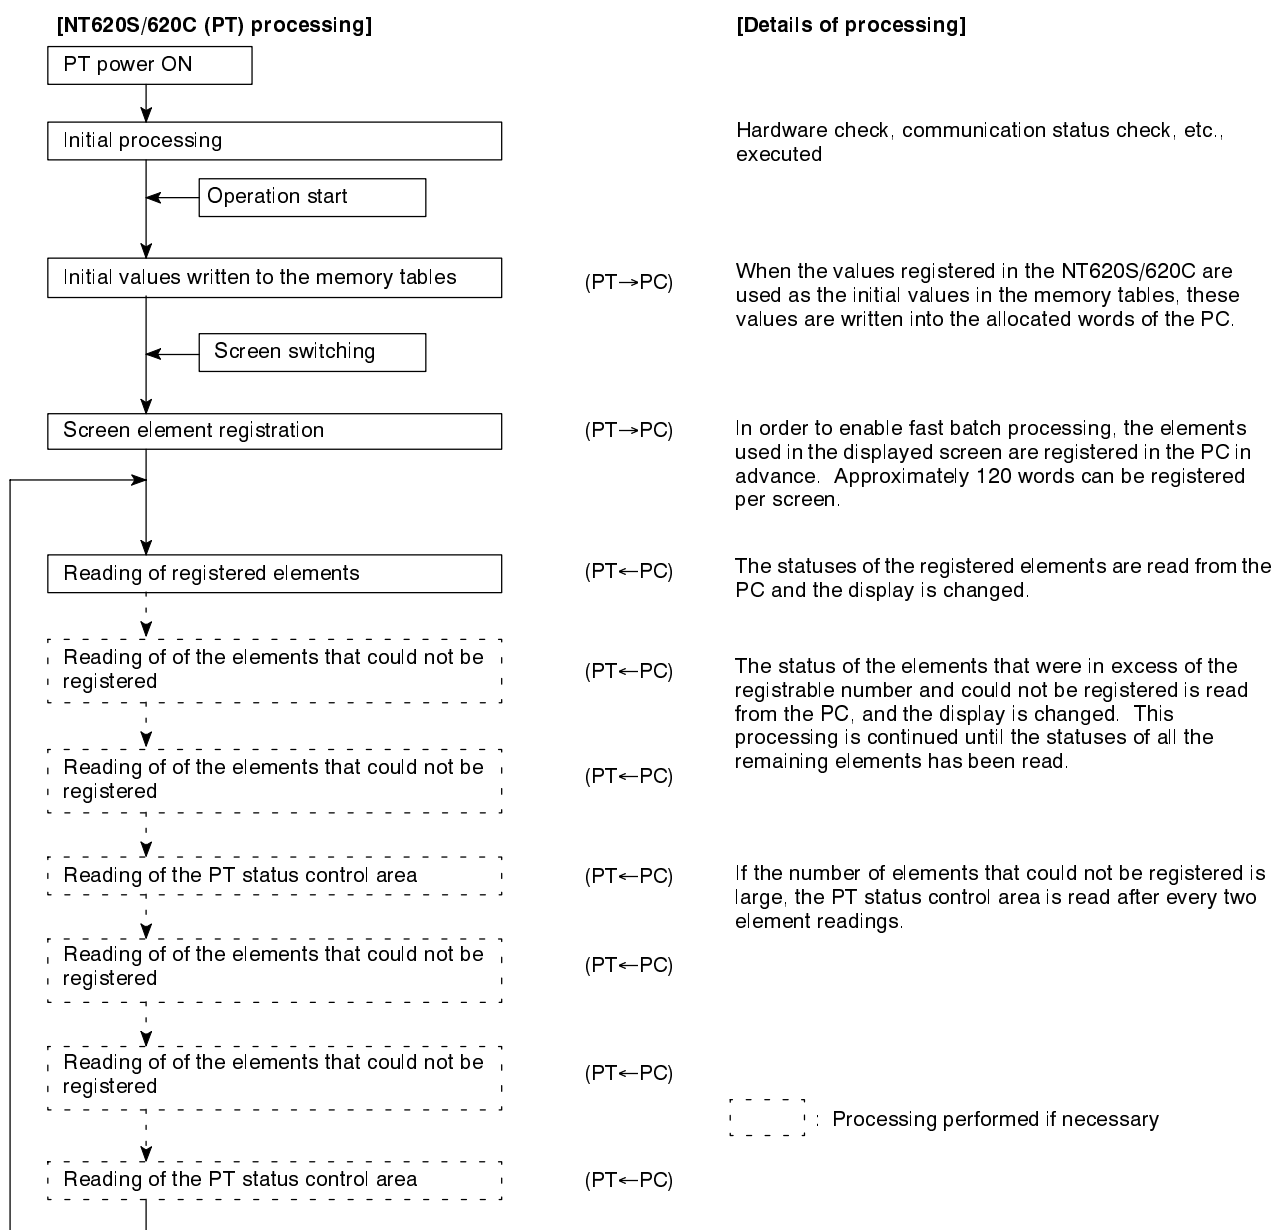 [NT620S/620C (PT) processing]
[Details of processing]
PT power ON
Initial processing
Hardware check, communication status check, etc.,
executed
Operation start
Initial values written to the memory tables
(PT→PC)
When the values registered in the NT620S/620C are
used as the initial values in the memory tables, these
values are written into the allocated words of the PC.
Screen switching
Screen element registration
(PT→PC)
In order to enable fast batch processing, the elements
used in the displayed screen are registered in the PC in
advance. Approximately 120 words can be registered
per screen.
Reading of registered elements
(PT←PC)
The statuses of the registered elements are read from the
PC and the display is changed.
Reading of of the elements that could not be
registered
(PT←PC)
The status of the elements that were in excess of the
registrable number and could not be registered is read
from the PC, and the display is changed. This
processing is continued until the statuses of all the
remaining elements has been read.
Reading of of the elements that could not be
registered
(PT←PC)
Reading of the PT status control area
(PT←PC)
If the number of elements that could not be registered is
large, the PT status control area is read after every two
element readings.
Reading of of the elements that could not be
registered
(PT←PC)
Reading of of the elements that could not be
registered
(PT←PC)
: Processing performed if necessary
Reading of the PT status control area
(PT←PC)